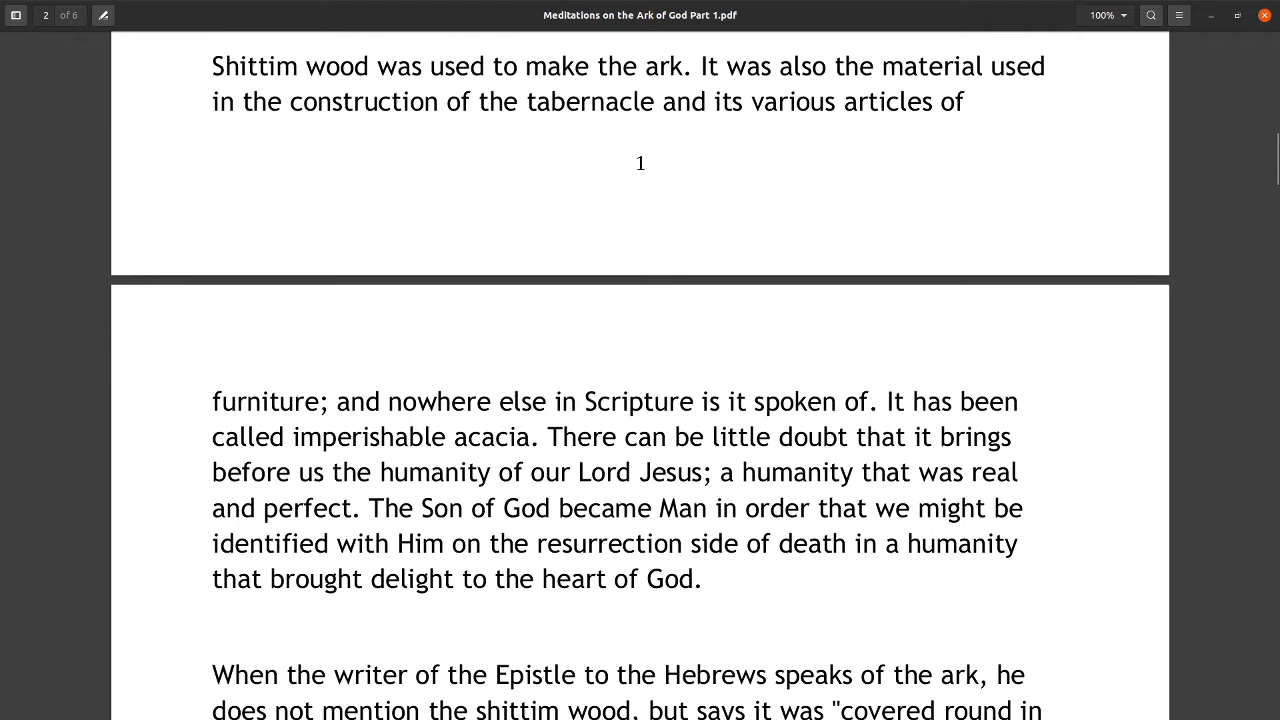 2 of 6
Meditations on the Ark of God Part 1.pdf
100%
Shittim wood was used to make the ark. It was also the material used
in the construction of the tabernacle and its various articles of
1
furniture; and nowhere else in Scripture is it spoken of. It has been
called imperishable acacia. There can be little doubt that it brings
before us the humanity of our Lord Jesus; a humanity that was real
and perfect. The Son of God became Man in order that we might be
identified with Him on the resurrection side of death in a humanity
that brought delight to the heart of God.
When the writer of the Epistle to the Hebrews speaks of the ark, he
does not mention the shittim wood, but says it was "covered round in